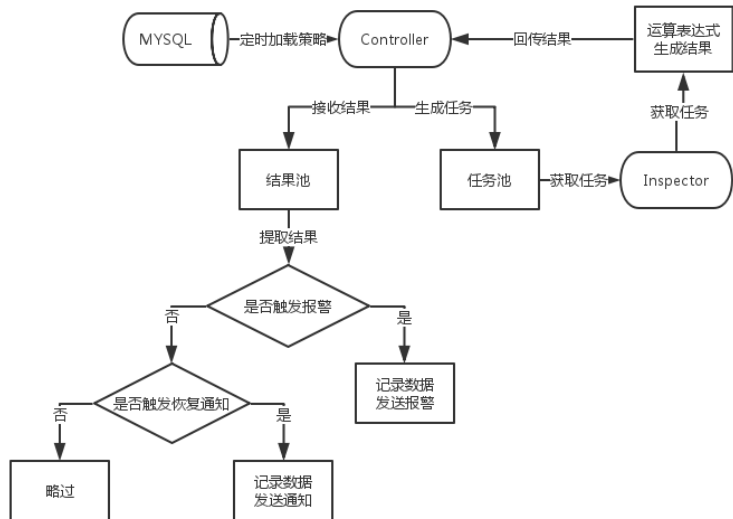 MYSQL
定时加载策略
Controller
回传结果
运算表达式
生成结果
获取任务
接收结果
生成任务
结果池
任务池
获取任务
Inspector
提取结果
是否触发报警
否
是
记录数据
发送报警
是否触发恢复通知
否
是
略过
记录数据
发送通知